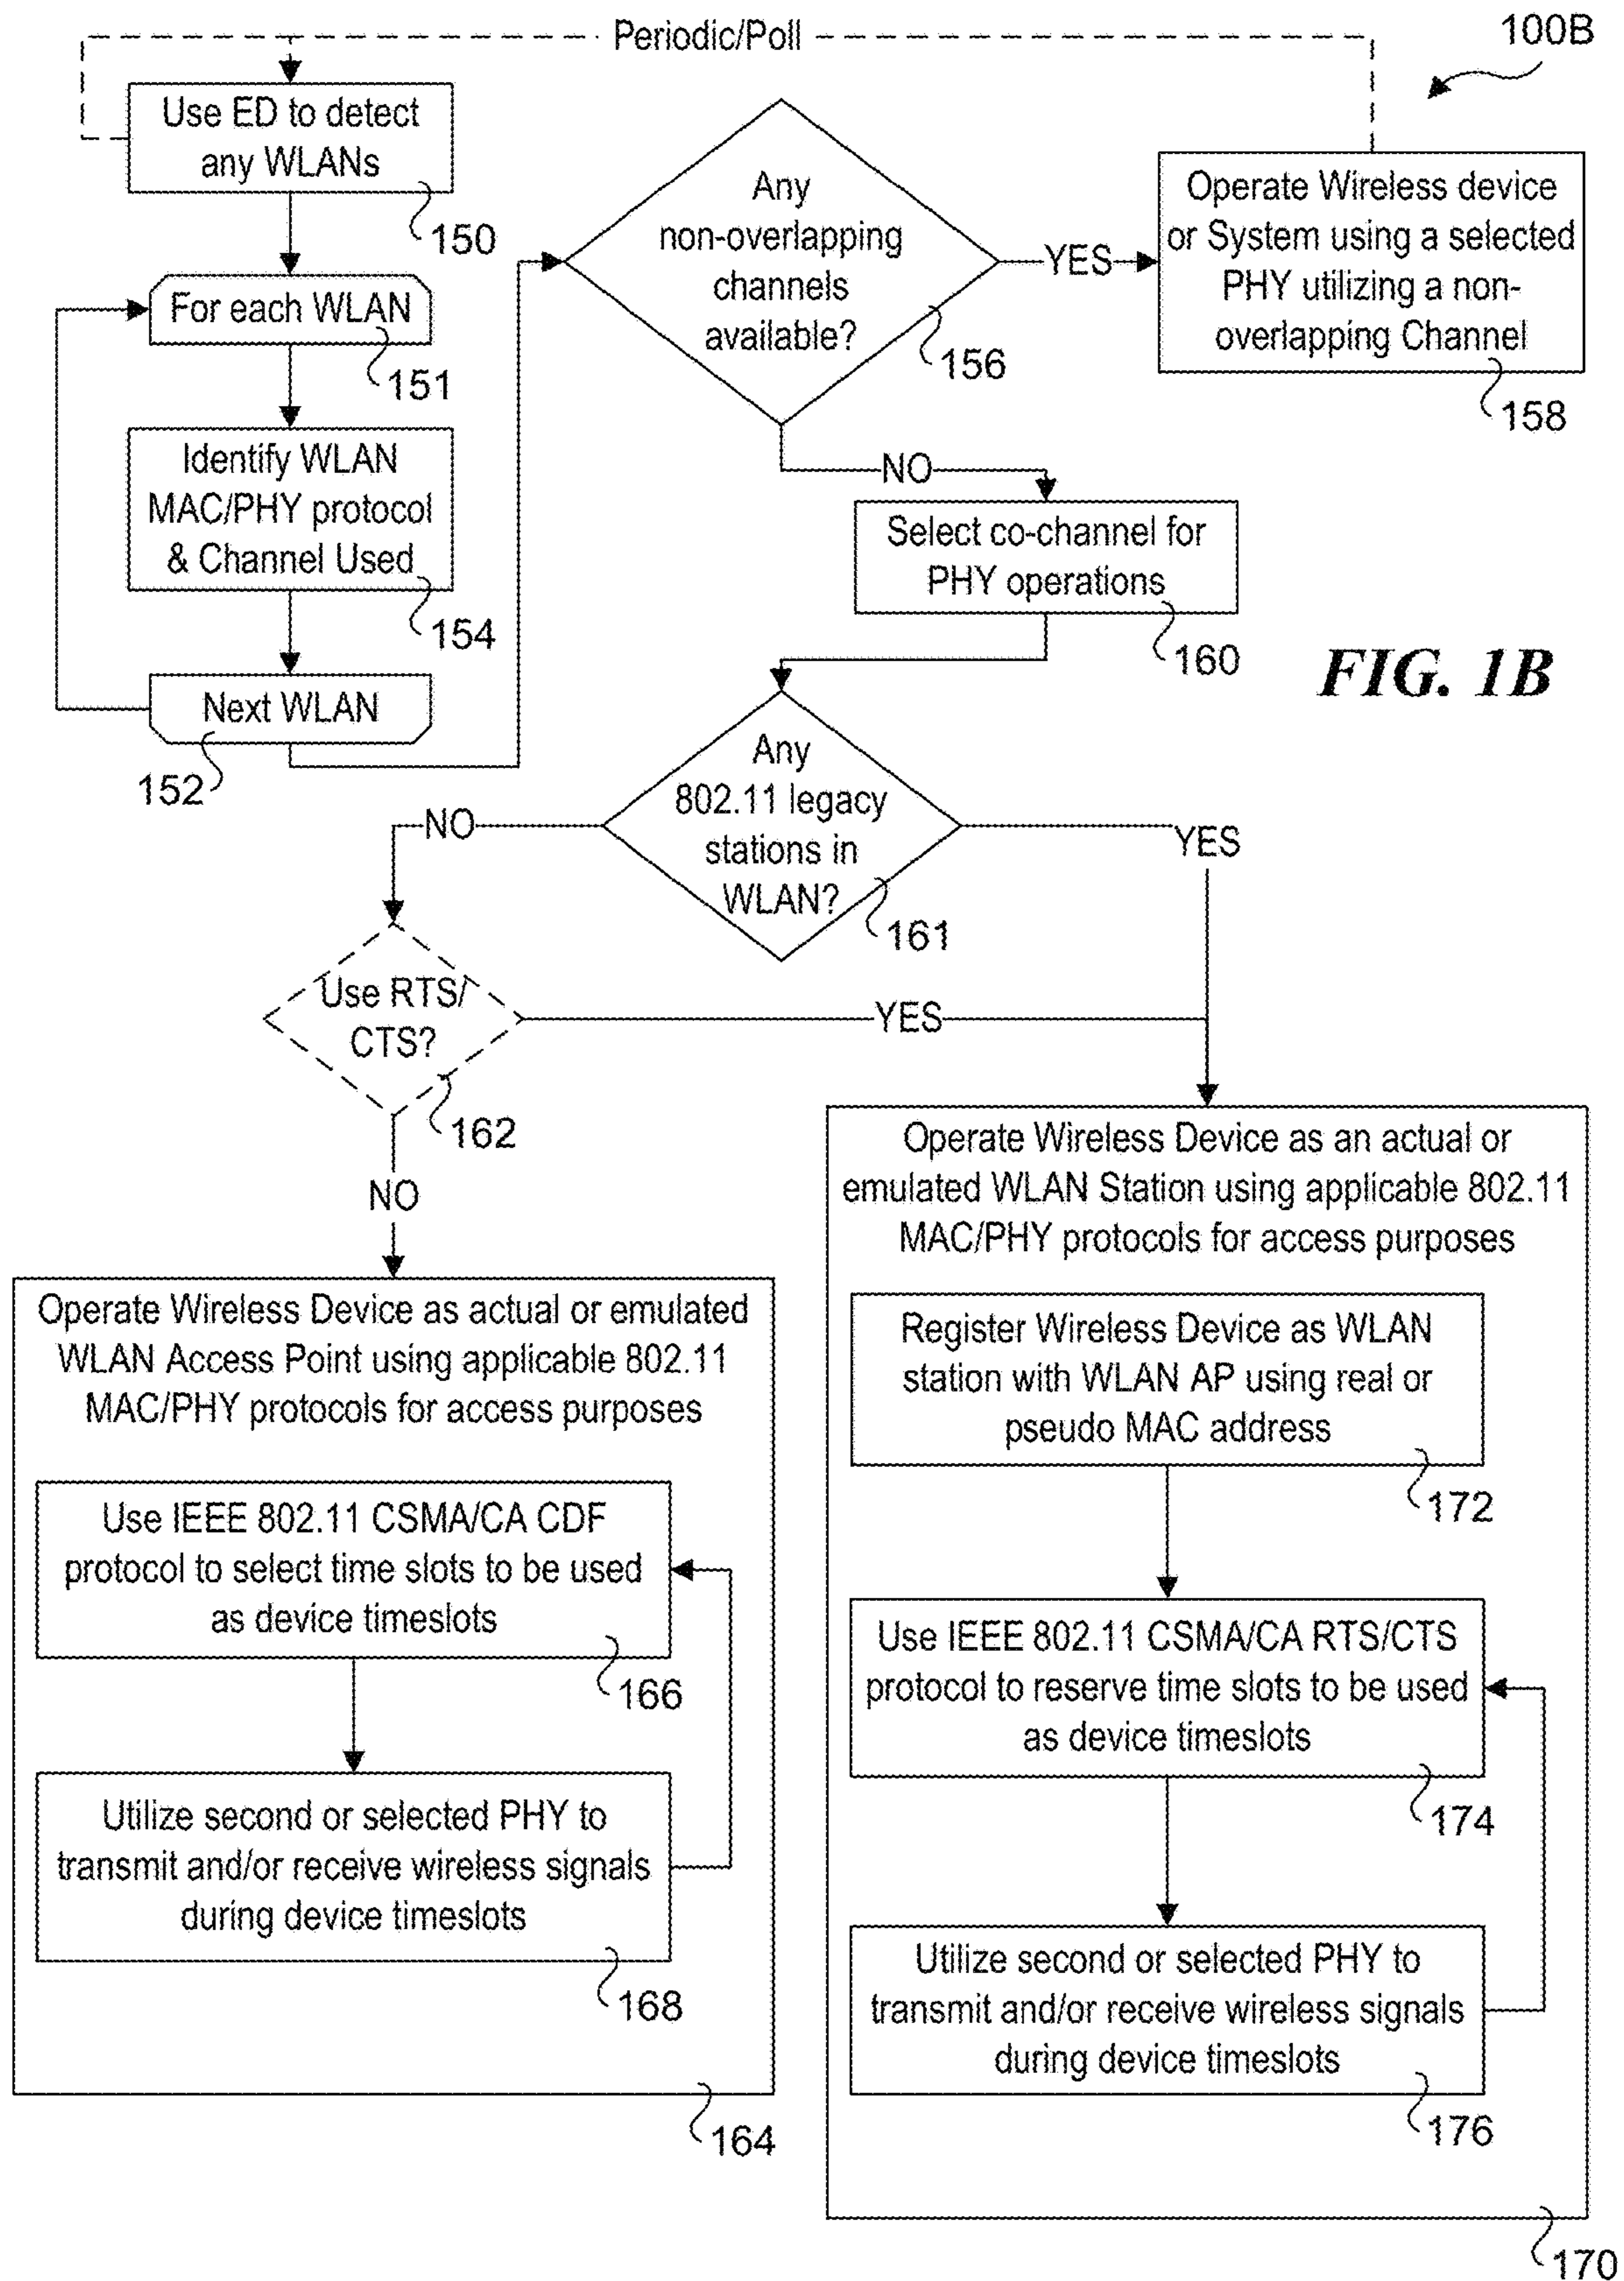 Periodic/Poll
100B
Use ED to detect
any WLANs
150
For each WLAN
151
Identify WLAN
MAC/PHY protocol
& Channel Used
154
Next WLAN
152
Any
non-overlapping
channels
available?
156
YES
Operate Wireless device
or System using a selected
PHY utilizing a non-
overlapping Channel
158
NO
Select co-channel for
PHY operations
160
FIG. 1B
Any
802.11 legacy
stations in
WLAN?
161
NO
YES
Use RTS/
CTS?
162
YES
NO
Operate Wireless Device as actual or emulated
WLAN Access Point using applicable 802.11
MAC/PHY protocols for access purposes
Use IEEE 802.11 CSMA/CA CDF
protocol to select time slots to be used
as device timeslots
166
Utilize second or selected PHY to
transmit and/or receive wireless signals
during device timeslots
168
164
Operate Wireless Device as an actual or
emulated WLAN Station using applicable 802.11
MAC/PHY protocols for access purposes
Register Wireless Device as WLAN
station with WLAN AP using real or
pseudo MAC address
172
Use IEEE 802.11 CSMA/CA RTS/CTS
protocol to reserve time slots to be used
as device timeslots
174
Utilize second or selected PHY to
transmit and/or receive wireless signals
during device timeslots
176
170